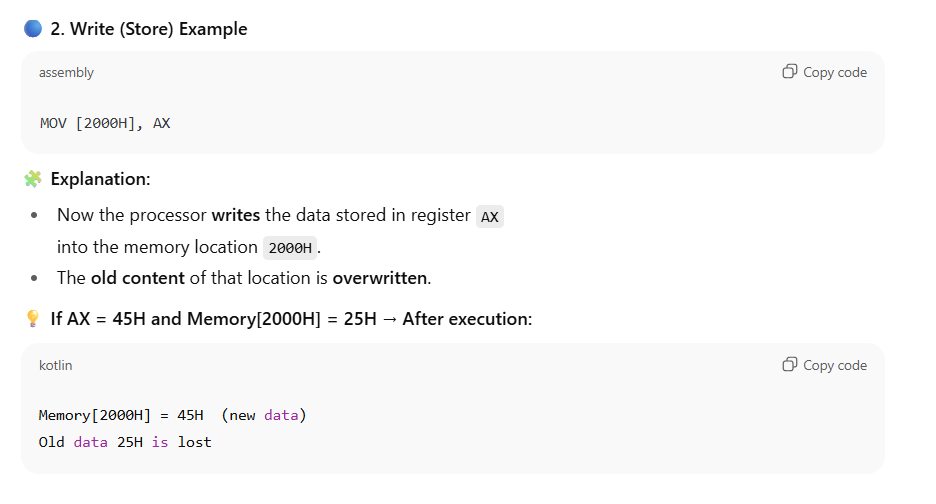 2. Write (Store) Example
assembly
Copy code
MOV [2000H], AX
Explanation:
Now the processor writes the data stored in register AX
into the memory location 2000H.
The old content of that location is overwritten.
If AX = 45H and Memory[2000H] = 25H → After execution:
kotlin
Copy code
Memory[2000H] = 45H  (new data)
Old data 25H is lost